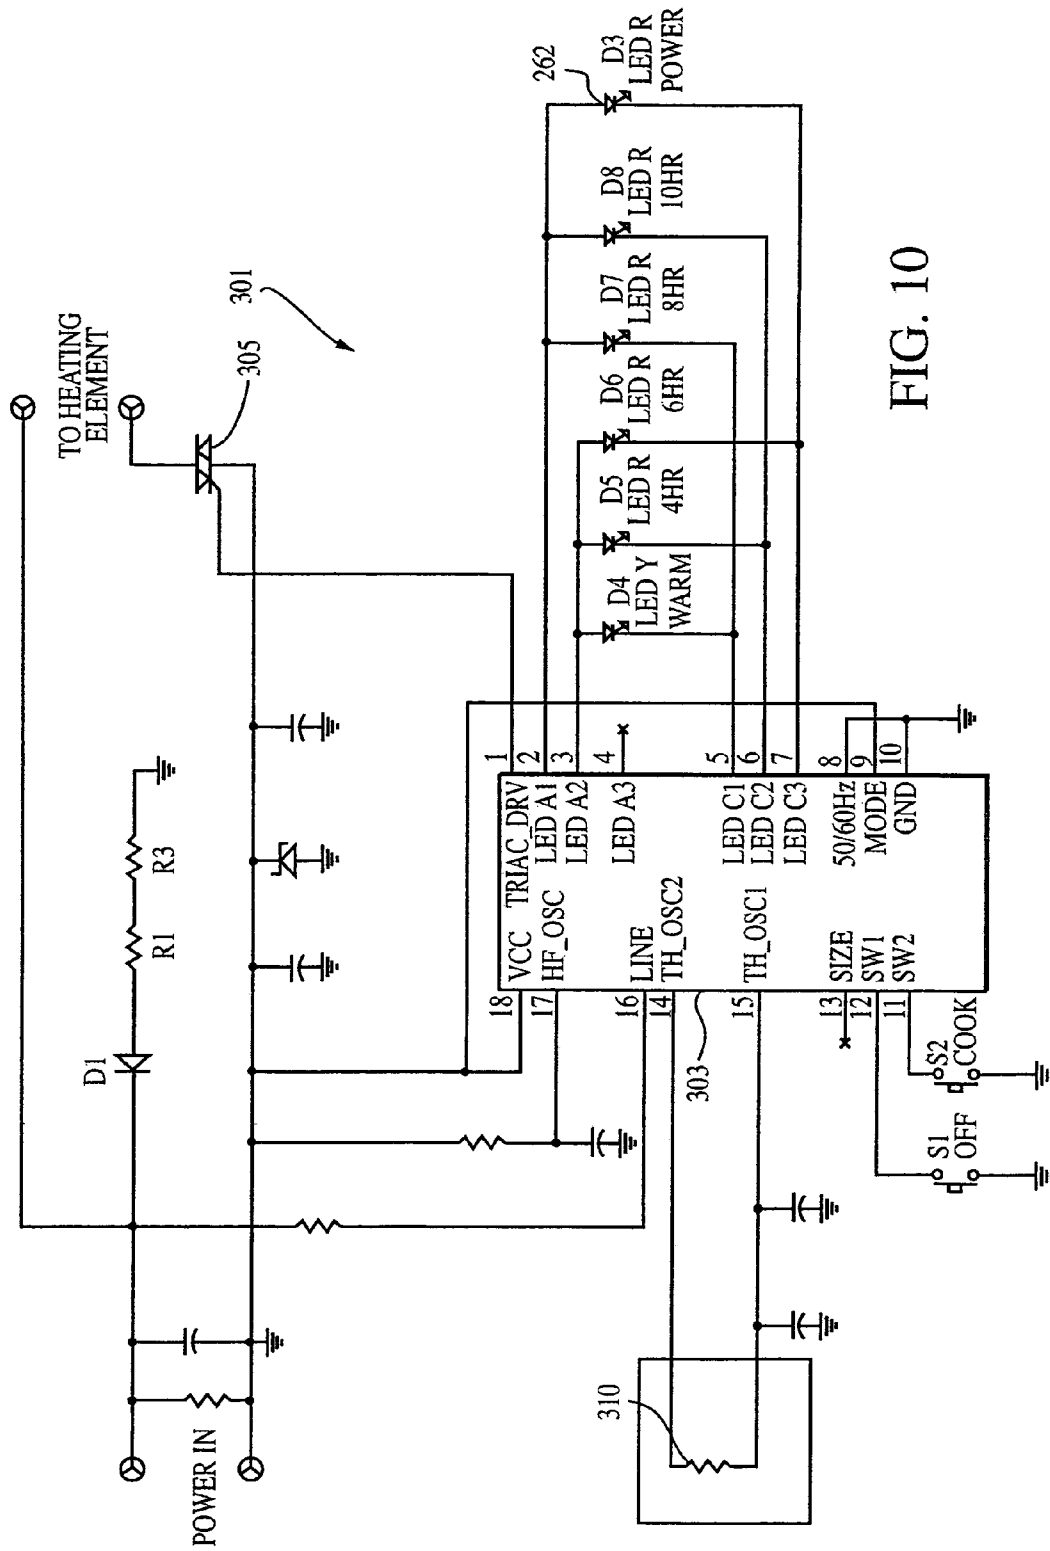 TO HEATING
ELEMENT
305
301
D1
R1
R3
POWER IN
262
D3
LED R
POWER
D8
LED R
10HR
D7
LED R
8HR
D6
LED R
6HR
D5
LED R
4HR
D4
LED Y
WARM
18 VCC
17 HF_OSC
16 LINE
14 TH_OSC2
15 TH_OSC1
13 SIZE
12 SW1
11 SW2
TRIAC_DRV 1
LED A1 2
LED A2 3
LED A3 4
LED C1 5
LED C2 6
LED C3 7
50/60Hz 8
MODE 9
GND 10
303
310
S1
OFF
S2
COOK
FIG. 10